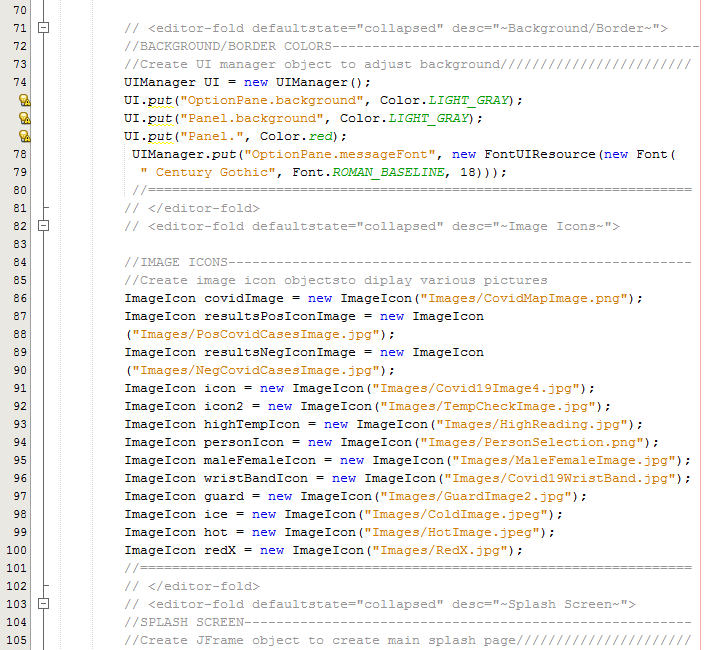 70
71 // <editor-fold defaultstate="collapsed" desc="~Background/Border~">
72 //BACKGROUND/BORDER COLORS----------------------------------------------
73 //Create UI manager object to adjust background////////////////////////
74 UIManager UI = new UIManager();
UI.put("OptionPane.background", Color.LIGHT_GRAY);
UI.put("Panel.background", Color.LIGHT_GRAY);
UI.put("Panel.", Color.red);
78 UIManager.put("OptionPane.messageFont", new FontUIResource(new Font(
79 " Century Gothic", Font.ROMAN_BASELINE, 18)));
80 //====================================================================
81 // </editor-fold>
82 // <editor-fold defaultstate="collapsed" desc="~Image Icons~">
83
84 //IMAGE ICONS----------------------------------------------------------
85 //Create image icon objectsto diplay various pictures
86 ImageIcon covidImage = new ImageIcon("Images/CovidMapImage.png");
87 ImageIcon resultsPosIconImage = new ImageIcon
88 ("Images/PosCovidCasesImage.jpg");
89 ImageIcon resultsNegIconImage = new ImageIcon
90 ("Images/NegCovidCasesImage.jpg");
91 ImageIcon icon = new ImageIcon("Images/Covid19Image4.jpg");
92 ImageIcon icon2 = new ImageIcon("Images/TempCheckImage.jpg");
93 ImageIcon highTempIcon = new ImageIcon("Images/HighReading.jpg");
94 ImageIcon personIcon = new ImageIcon("Images/PersonSelection.png");
95 ImageIcon maleFemaleIcon = new ImageIcon("Images/MaleFemaleImage.jpg");
96 ImageIcon wristBandIcon = new ImageIcon("Images/Covid19WristBand.jpg");
97 ImageIcon guard = new ImageIcon("Images/GuardImage2.jpg");
98 ImageIcon ice = new ImageIcon("Images/ColdImage.jpeg");
99 ImageIcon hot = new ImageIcon("Images/HotImage.jpeg");
100 ImageIcon redX = new ImageIcon("Images/RedX.jpg");
101 //=====================================================================
102 // </editor-fold>
103 // <editor-fold defaultstate="collapsed" desc="~Splash Screen~">
104 //SPLASH SCREEN--------------------------------------------------------
105 //Create JFrame object to create main splash page//////////////////////